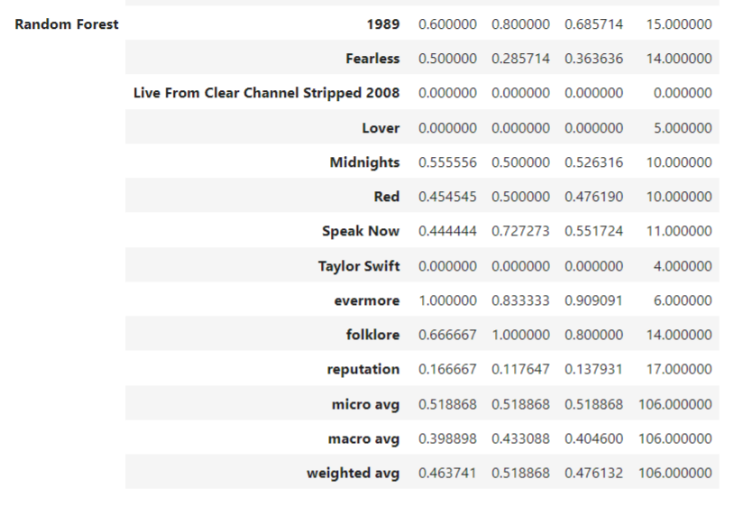 Random Forest 1989 0.600000 0.800000 0.685714 15.000000
Fearless 0.500000 0.285714 0.363636 14.000000
Live From Clear Channel Stripped 2008 0.000000 0.000000 0.000000 0.000000
Lover 0.000000 0.000000 0.000000 5.000000
Midnights 0.555556 0.500000 0.526316 10.000000
Red 0.454545 0.500000 0.476190 10.000000
Speak Now 0.444444 0.727273 0.551724 11.000000
Taylor Swift 0.000000 0.000000 0.000000 4.000000
evermore 1.000000 0.833333 0.909091 6.000000
folklore 0.666667 1.000000 0.800000 14.000000
reputation 0.166667 0.117647 0.137931 17.000000
micro avg 0.518868 0.518868 0.518868 106.000000
macro avg 0.398898 0.433088 0.404600 106.000000
weighted avg 0.463741 0.518868 0.476132 106.000000